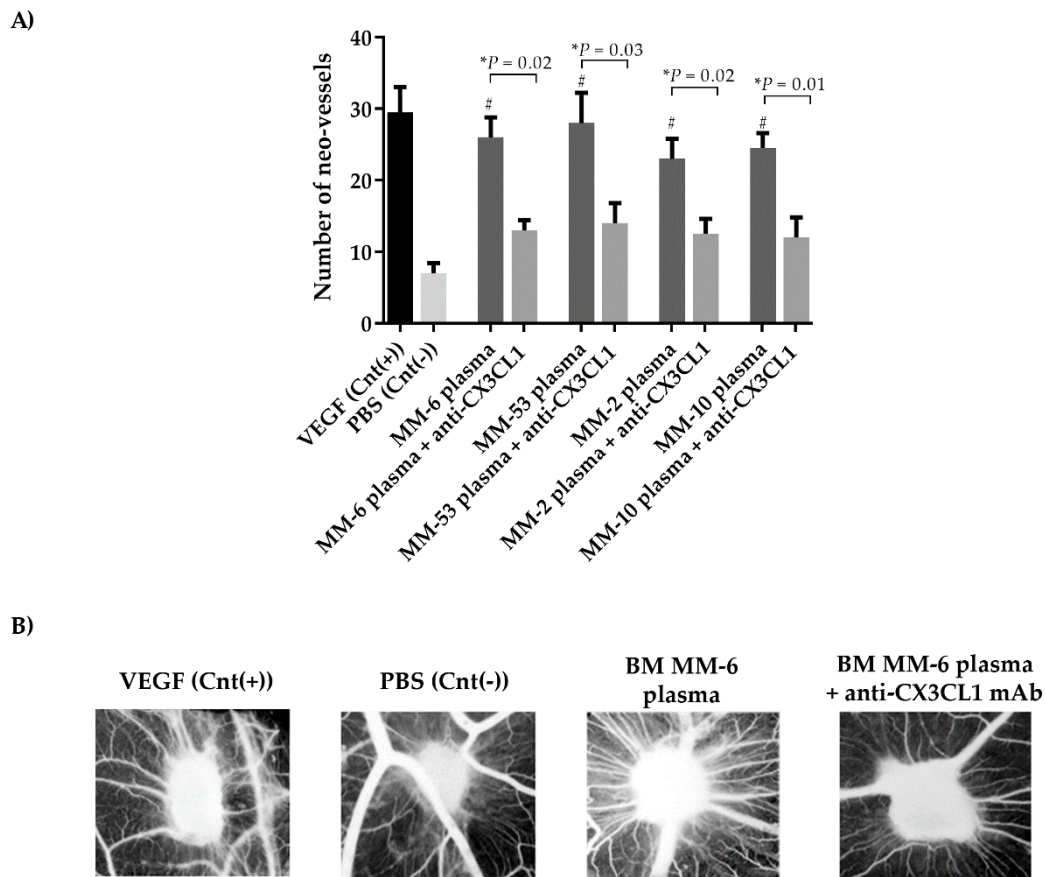 A)
Number of neo-vessels
40
30
20
10
0
*P = 0.02
*P = 0.03
*P = 0.02
*P = 0.01
#
#
#
#
VEGF (Cnt(+))
PBS (Cnt(-))
MM-6 plasma
MM-6 plasma + anti-CX3CL1
MM-53 plasma
MM-53 plasma + anti-CX3CL1
MM-2 plasma
MM-2 plasma + anti-CX3CL1
MM-10 plasma
MM-10 plasma + anti-CX3CL1
B)
VEGF (Cnt(+))
PBS (Cnt(-))
BM MM-6
plasma
BM MM-6 plasma
+ anti-CX3CL1 mAb